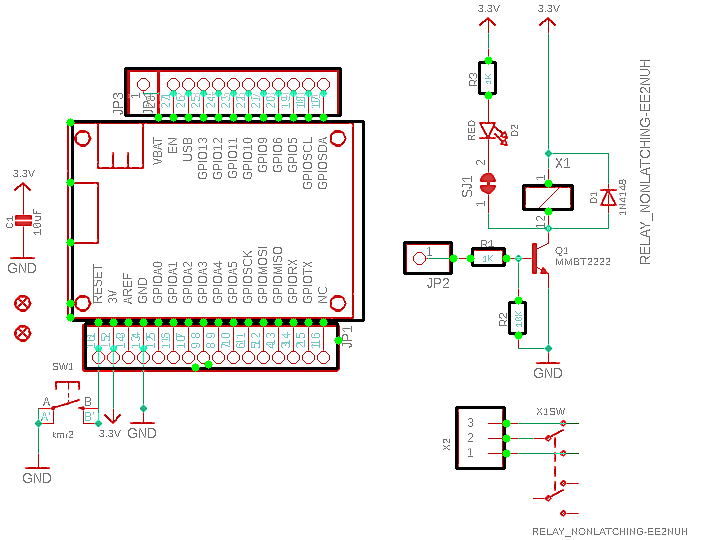 3.3V
3.3V
JP3
1
R3
1K
RED
D2
2
SJ1
1
X1
1
12
D1
1N4148
RELAY_NONLATCHING-EE2NUH
VBAT
EN
USB
GPIO13
GPIO12
GPIO11
GPIO10
GPIO9
GPIO6
GPIO5
GPIOSCL
GPIOSDA
3.3V
C1
10uF
GND
RESET
3V
AREF
GND
GPIOA0
GPIOA1
GPIOA2
GPIOA3
GPIOA4
GPIOA5
GPIOSCK
GPIOMOSI
GPIOMISO
GPIORX
GPIOTX
NC
JP1
1
JP2
R1
1K
Q1
MMBT2222
R2
10K
GND
SW1
A
B
A'
B'
tmr2
3.3V
GND
GND
X2
3
2
1
X1SW
RELAY_NONLATCHING-EE2NUH